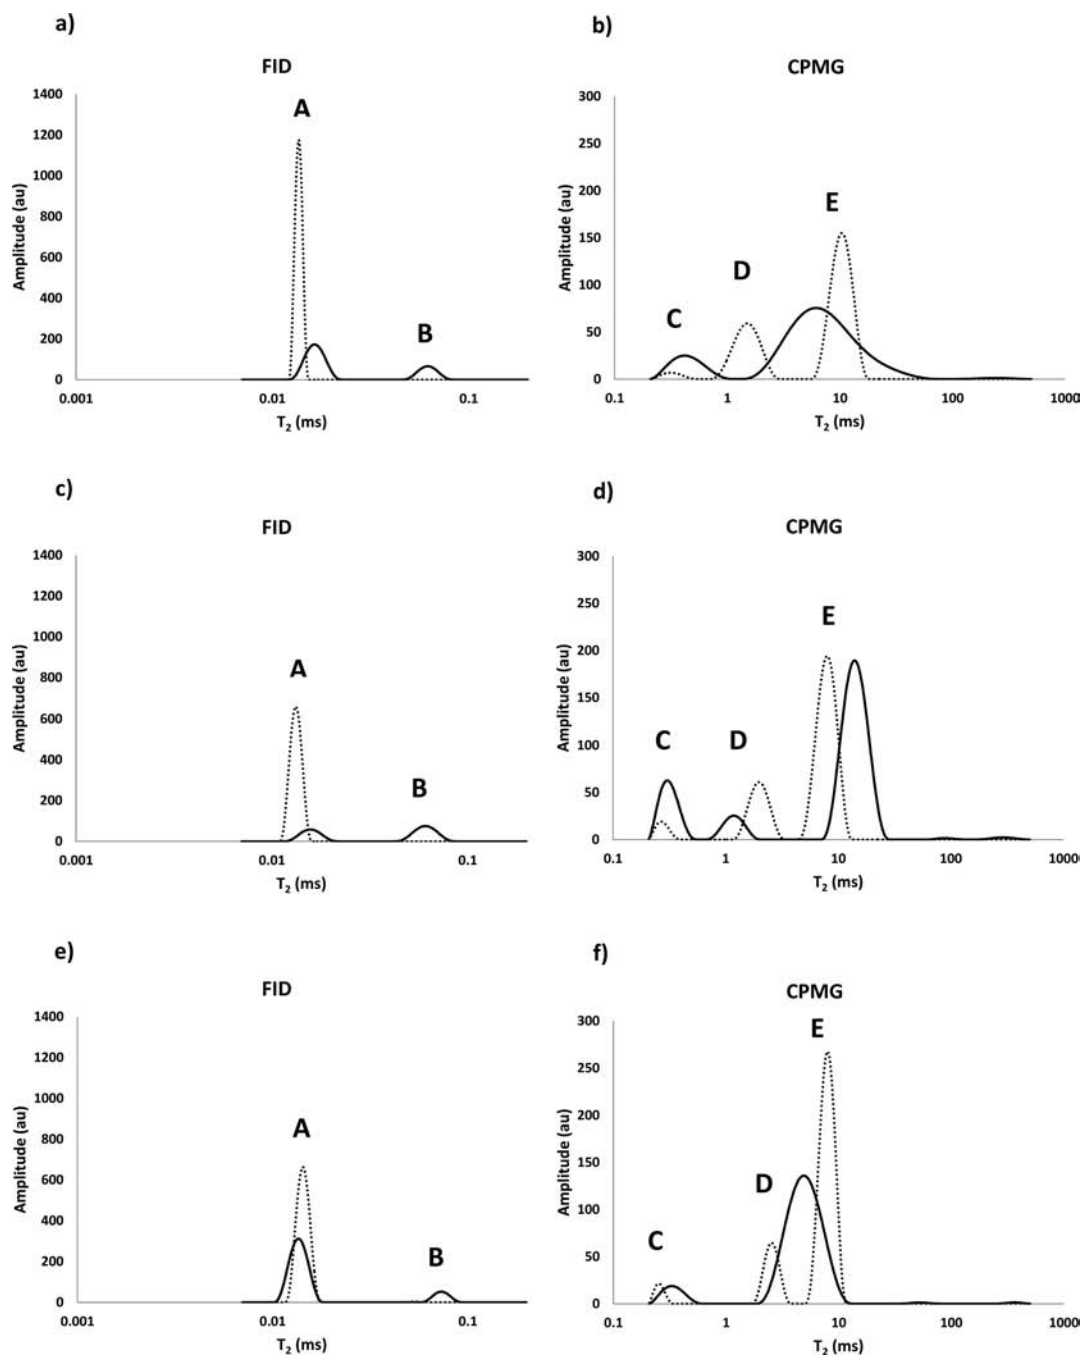 a)
FID
A
B
1400
1200
1000
800
600
400
200
0
Amplitude (au)
0.001
0.01
0.1
T2 (ms)
b)
CPMG
C
D
E
300
250
200
150
100
50
0
Amplitude (au)
0.1
1
10
100
1000
T2 (ms)
c)
FID
A
B
1400
1200
1000
800
600
400
200
0
Amplitude (au)
0.001
0.01
0.1
T2 (ms)
d)
CPMG
C
D
E
300
250
200
150
100
50
0
Amplitude (au)
0.1
1
10
100
1000
T2 (ms)
e)
FID
A
B
1400
1200
1000
800
600
400
200
0
Amplitude (au)
0.001
0.01
0.1
T2 (ms)
f)
CPMG
C
D
E
300
250
200
150
100
50
0
Amplitude (au)
0.1
1
10
100
1000
T2 (ms)